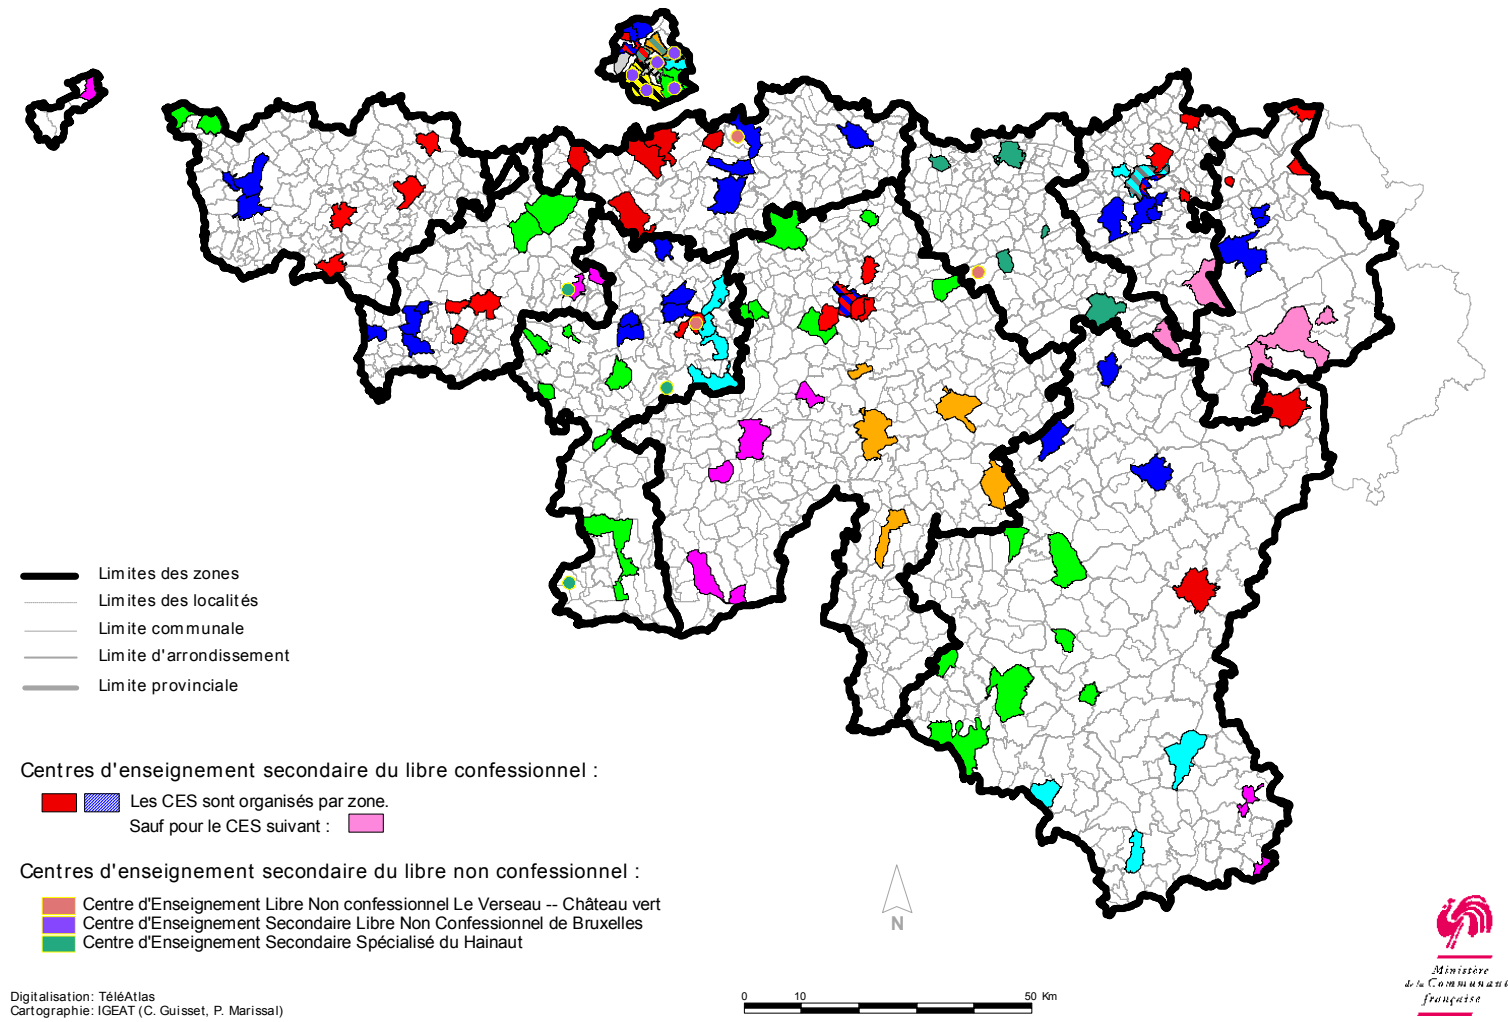 Limites des zones
Limites des localités
Limite communale
Limite d'arrondissement
Limite provinciale
Centres d'enseignement secondaire du libre confessionnel :
Les CES sont organisés par zone.
Sauf pour le CES suivant :
Centres d'enseignement secondaire du libre non confessionnel :
Centre d'Enseignement Libre Non confessionnel Le Verseau -- Château vert
Centre d'Enseignement Secondaire Libre Non Confessionnel de Bruxelles
Centre d'Enseignement Secondaire Spécialisé du Hainaut
N
Digitalisation: TéléAtlas
Cartographie: IGEAT (C. Guisset, P. Marissal)
0 10 50 Km
Ministère
de la Communaut
française